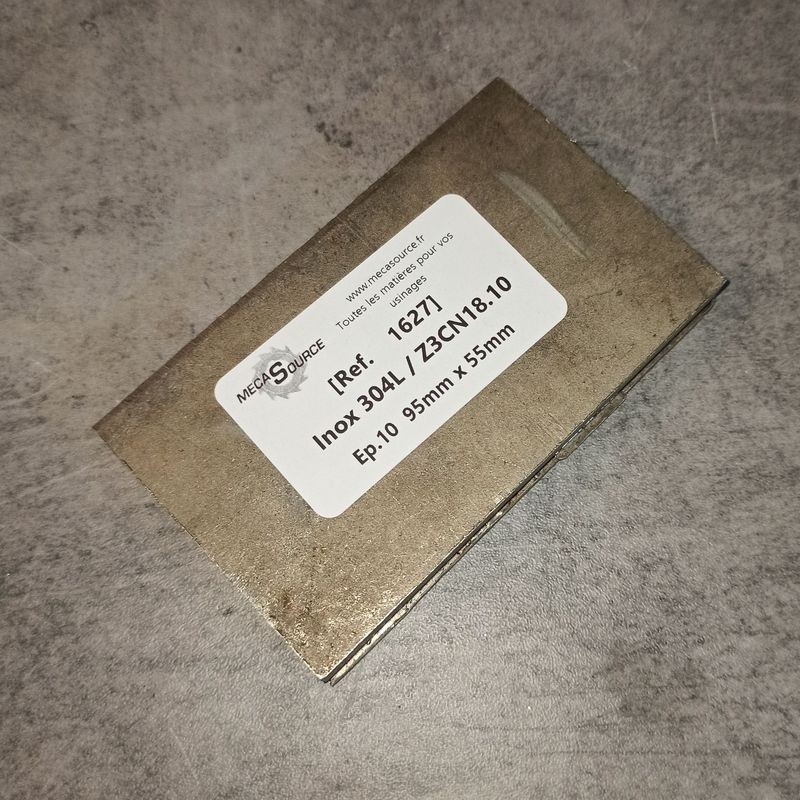 www.mecasource.fr
Toutes les matières pour vos
usinages
MECASOURCE
[Ref. 1627]
Inox 304L / Z3CN18.10
Ep.10 95mm x 55mm